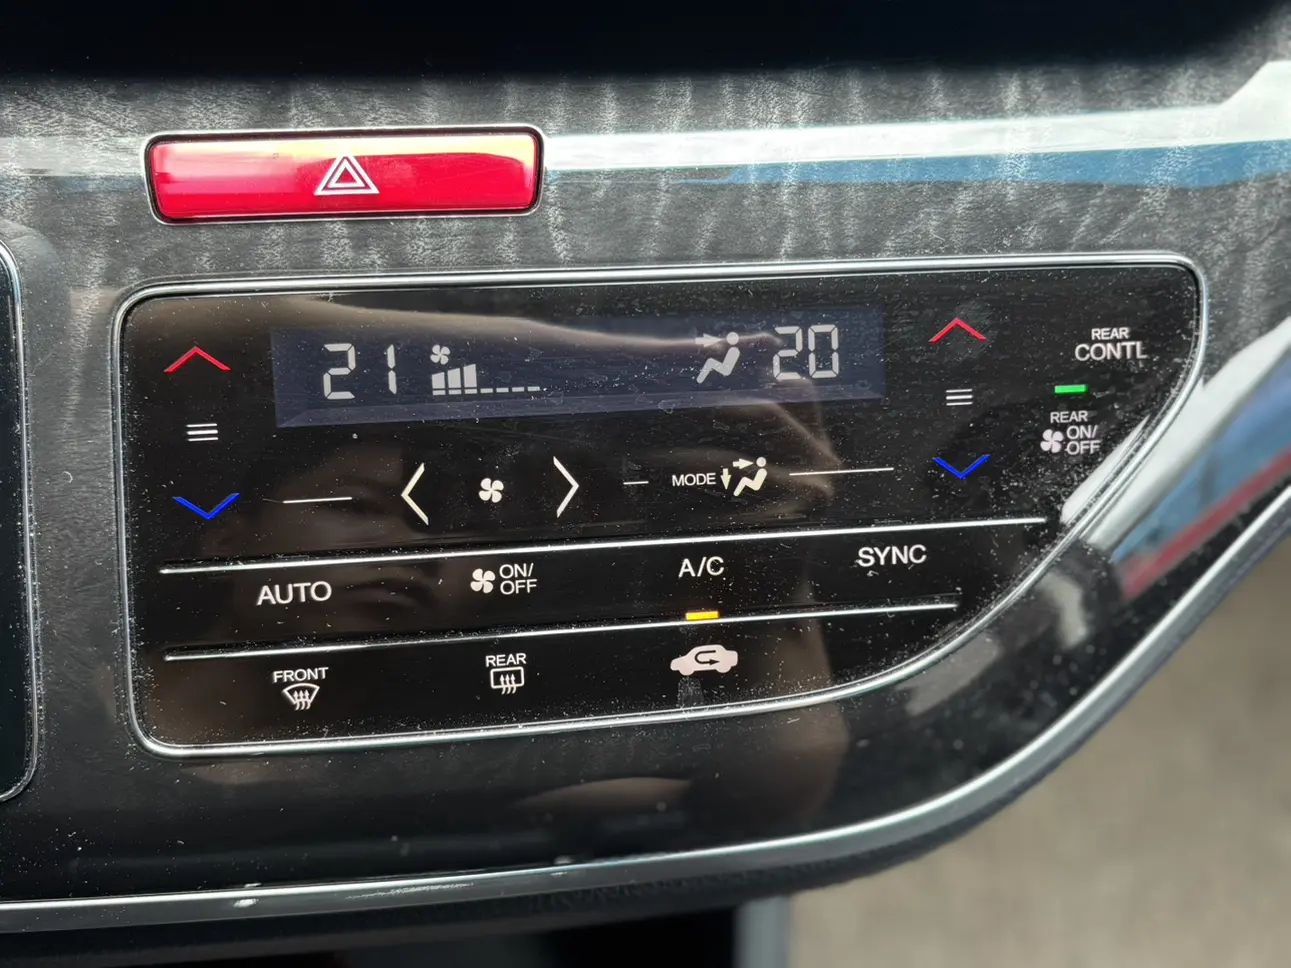 21
20
REAR
CONTL
REAR
ON/
OFF
MODE
AUTO
ON/
OFF
A/C
SYNC
FRONT
REAR